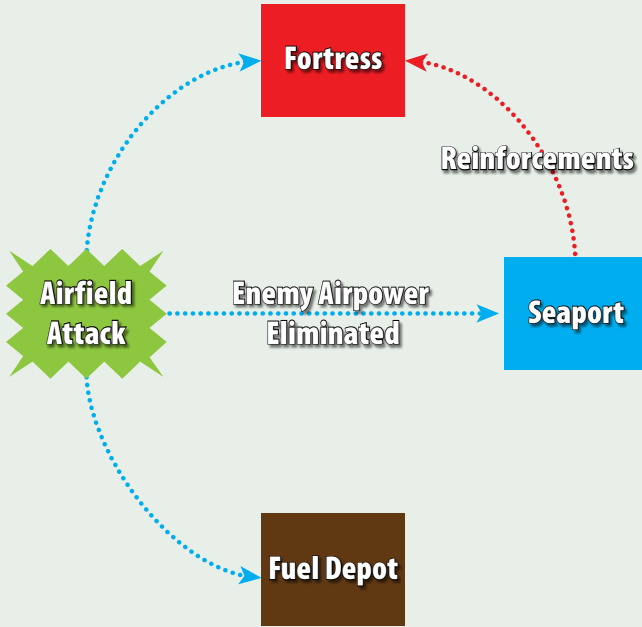 Fortress
Reinforcements
Airfield
Attack
Enemy Airpower
Eliminated
Seaport
Fuel Depot